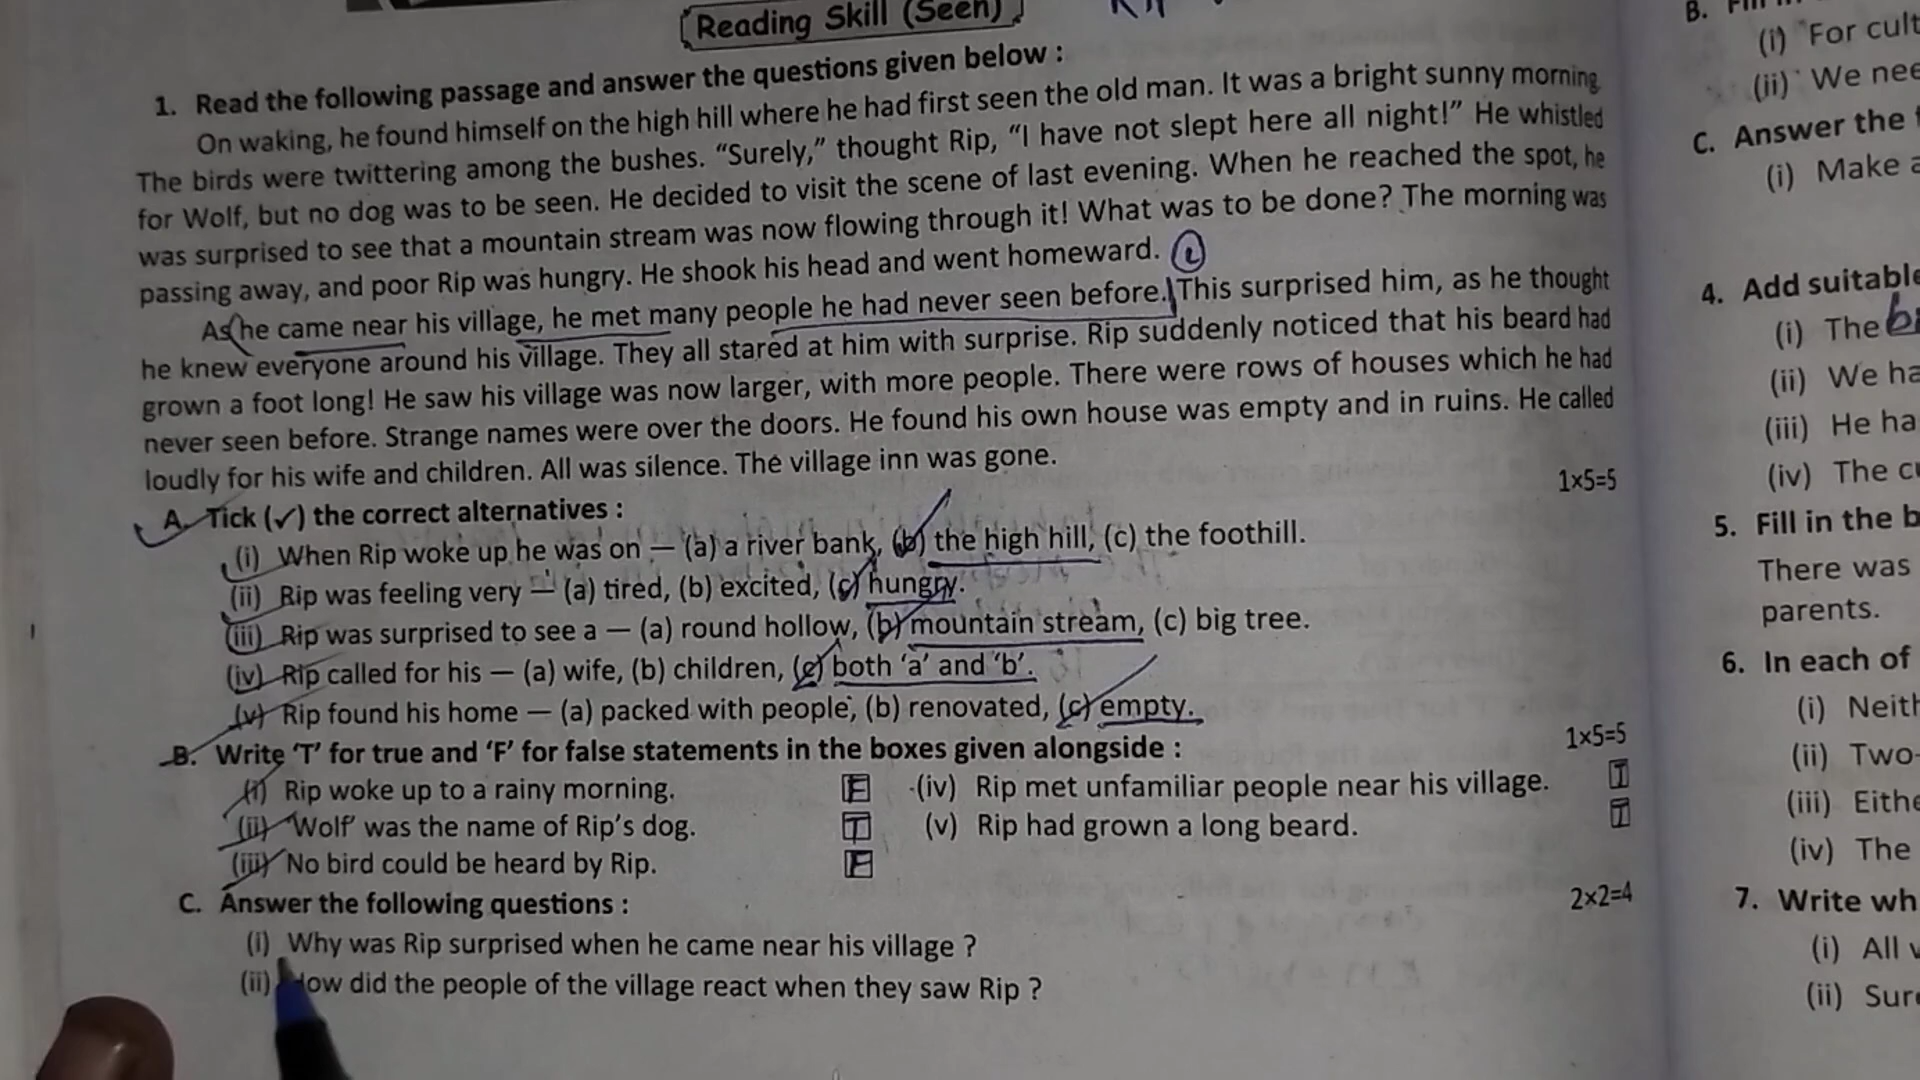 Reading Skill (Seen)
1. Read the following passage and answer the questions given below :
On waking, he found himself on the high hill where he had first seen the old man. It was a bright sunny morning
The birds were twittering among the bushes. “Surely,” thought Rip, “I have not slept here all night!” He whistled
for Wolf, but no dog was to be seen. He decided to visit the scene of last evening. When he reached the spot, he
was surprised to see that a mountain stream was now flowing through it! What was to be done? The morning was
passing away, and poor Rip was hungry. He shook his head and went homeward.
As he came near his village, he met many people he had never seen before. This surprised him, as he thought
he knew everyone around his village. They all stared at him with surprise. Rip suddenly noticed that his beard had
grown a foot long! He saw his village was now larger, with more people. There were rows of houses which he had
never seen before. Strange names were over the doors. He found his own house was empty and in ruins. He called
loudly for his wife and children. All was silence. The village inn was gone.
A. Tick (✓) the correct alternatives : 1×5=5
(i) When Rip woke up he was on — (a) a river bank, (b) the high hill, (c) the foothill.
(ii) Rip was feeling very — (a) tired, (b) excited, (c) hungry.
(iii) Rip was surprised to see a — (a) round hollow, (b) mountain stream, (c) big tree.
(iv) Rip called for his — (a) wife, (b) children, (c) both ‘a’ and ‘b’.
(v) Rip found his home — (a) packed with people, (b) renovated, (c) empty.
B. Write ‘T’ for true and ‘F’ for false statements in the boxes given alongside : 1×5=5
(i) Rip woke up to a rainy morning. F (iv) Rip met unfamiliar people near his village. T
(ii) ‘Wolf’ was the name of Rip’s dog. T (v) Rip had grown a long beard. T
(iii) No bird could be heard by Rip. F
C. Answer the following questions : 2×2=4
(i) Why was Rip surprised when he came near his village ?
(ii) How did the people of the village react when they saw Rip ?
B.
(i) For cult
(ii) We nee
C. Answer the
(i) Make a
4. Add suitable
(i) The
(ii) We ha
(iii) He ha
(iv) The
5. Fill in the b
There was
parents.
6. In each of
(i) Neith
(ii) Two-
(iii) Eithe
(iv) The
7. Write wh
(i) All
(ii) Sure